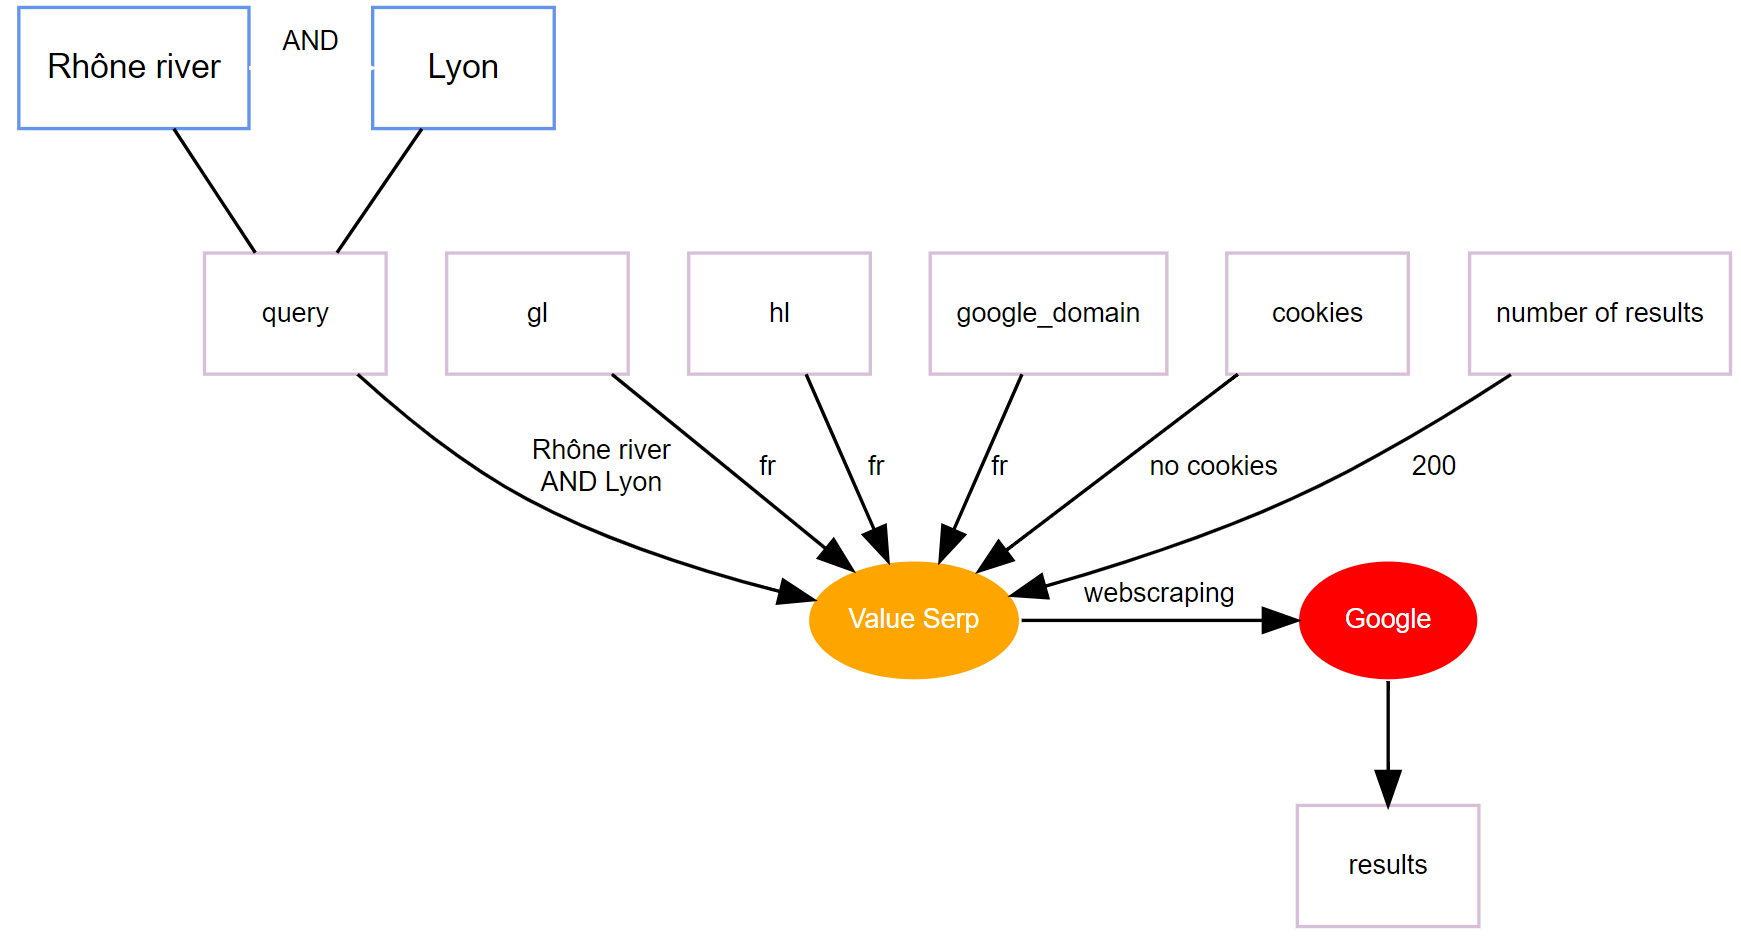 AND
Rhône river
Lyon
query
gl
hl
google_domain
cookies
number of results
Rhône river
AND Lyon
fr
fr
fr
no cookies
200
webscraping
Value Serp
Google
results